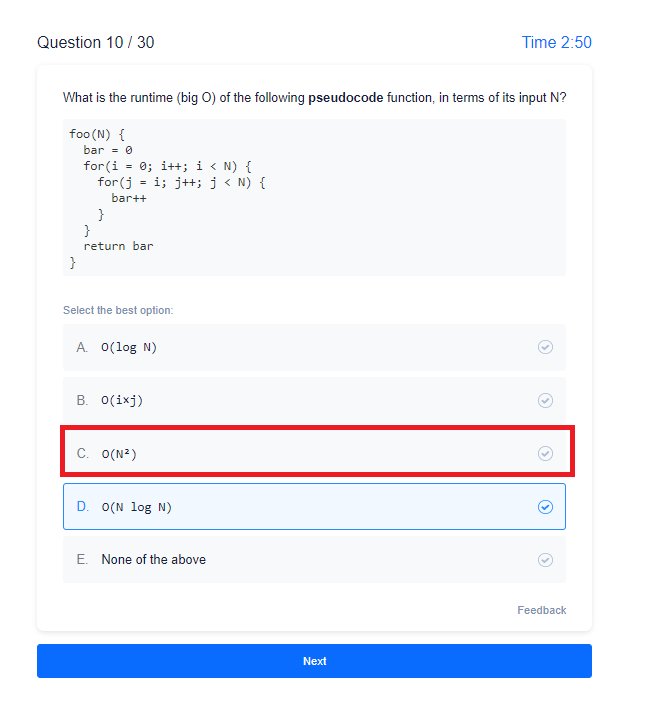 Question 10 / 30
Time 2:50
What is the runtime (big O) of the following pseudocode function, in terms of its input N?
foo(N) {
  bar = 0
  for(i = 0; i++; i < N) {
    for(j = i; j++; j < N) {
      bar++
    }
  }
  return bar
}
Select the best option:
A. O(log N)
B. O(i×j)
C. O(N²)
D. O(N log N)
E. None of the above
Feedback
Next